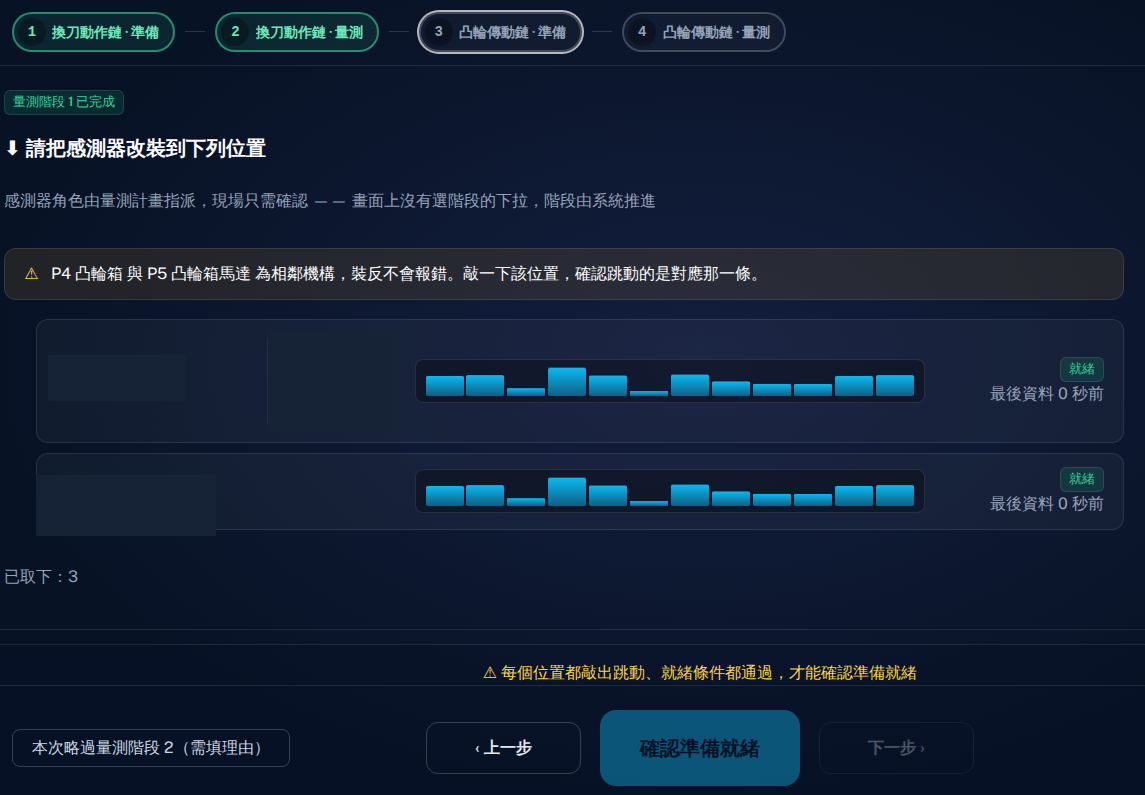 1 換刀動作鏈·準備
2 換刀動作鏈·量測
3 凸輪傳動鏈·準備
4 凸輪傳動鏈·量測
量測階段 1 已完成
⬇ 請把感測器改裝到下列位置
感測器角色由量測計畫指派，現場只需確認 —— 畫面上沒有選階段的下拉，階段由系統推進
⚠ P4 凸輪箱 與 P5 凸輪箱馬達 為相鄰機構，裝反不會報錯。敲一下該位置，確認跳動的是對應那一條。
就緒
最後資料 0 秒前
就緒
最後資料 0 秒前
已取下：3
⚠ 每個位置都敲出跳動、就緒條件都通過，才能確認準備就緒
本次略過量測階段 2（需填理由）
‹ 上一步
確認準備就緒
下一步 ›